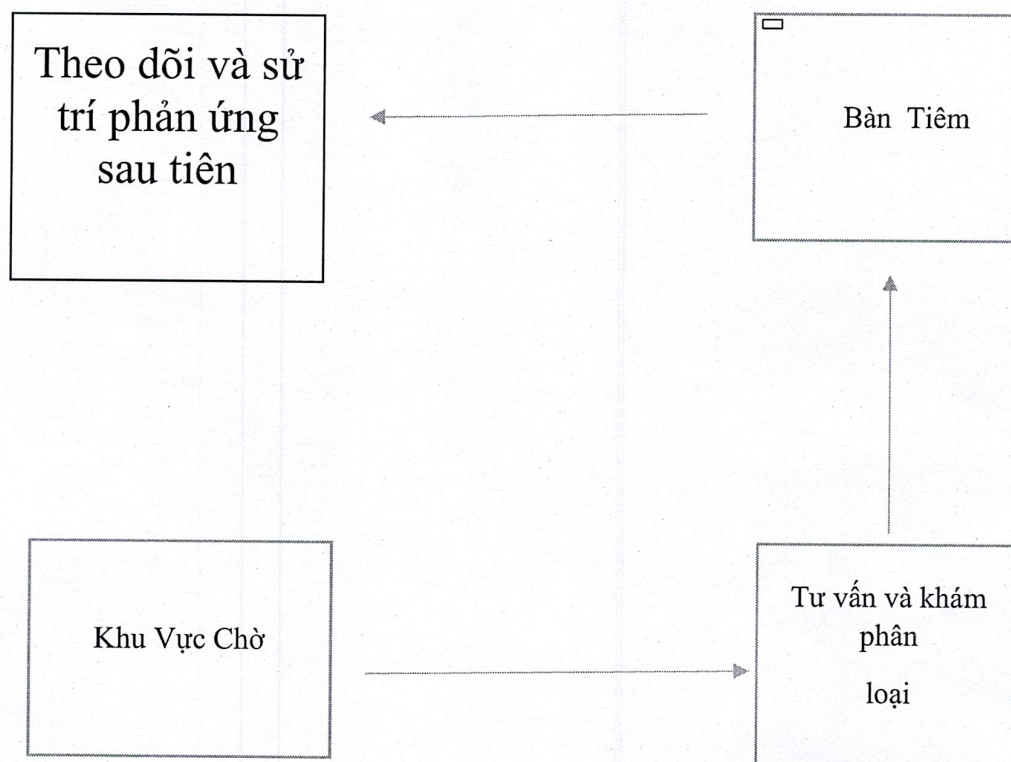 Theo dõi và sử
trí phản ứng
sau tiên
Bàn Tiêm
Khu Vực Chờ
Tư vấn và khám
phân
loại